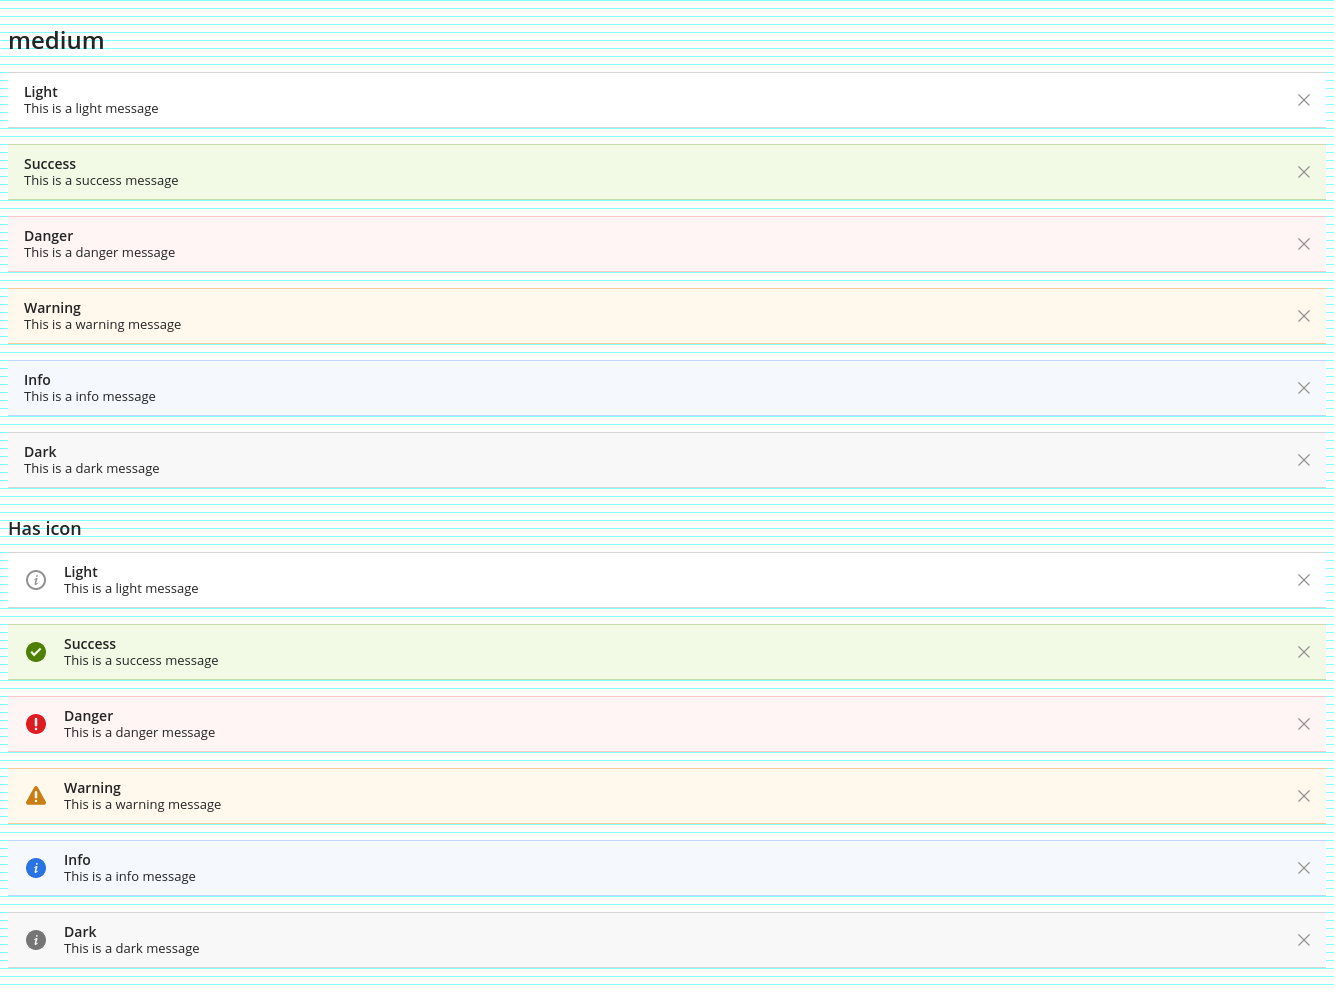 medium
Light
This is a light message
Success
This is a success message
Danger
This is a danger message
Warning
This is a warning message
Info
This is a info message
Dark
This is a dark message
Has icon
Light
This is a light message
Success
This is a success message
Danger
This is a danger message
Warning
This is a warning message
Info
This is a info message
Dark
This is a dark message